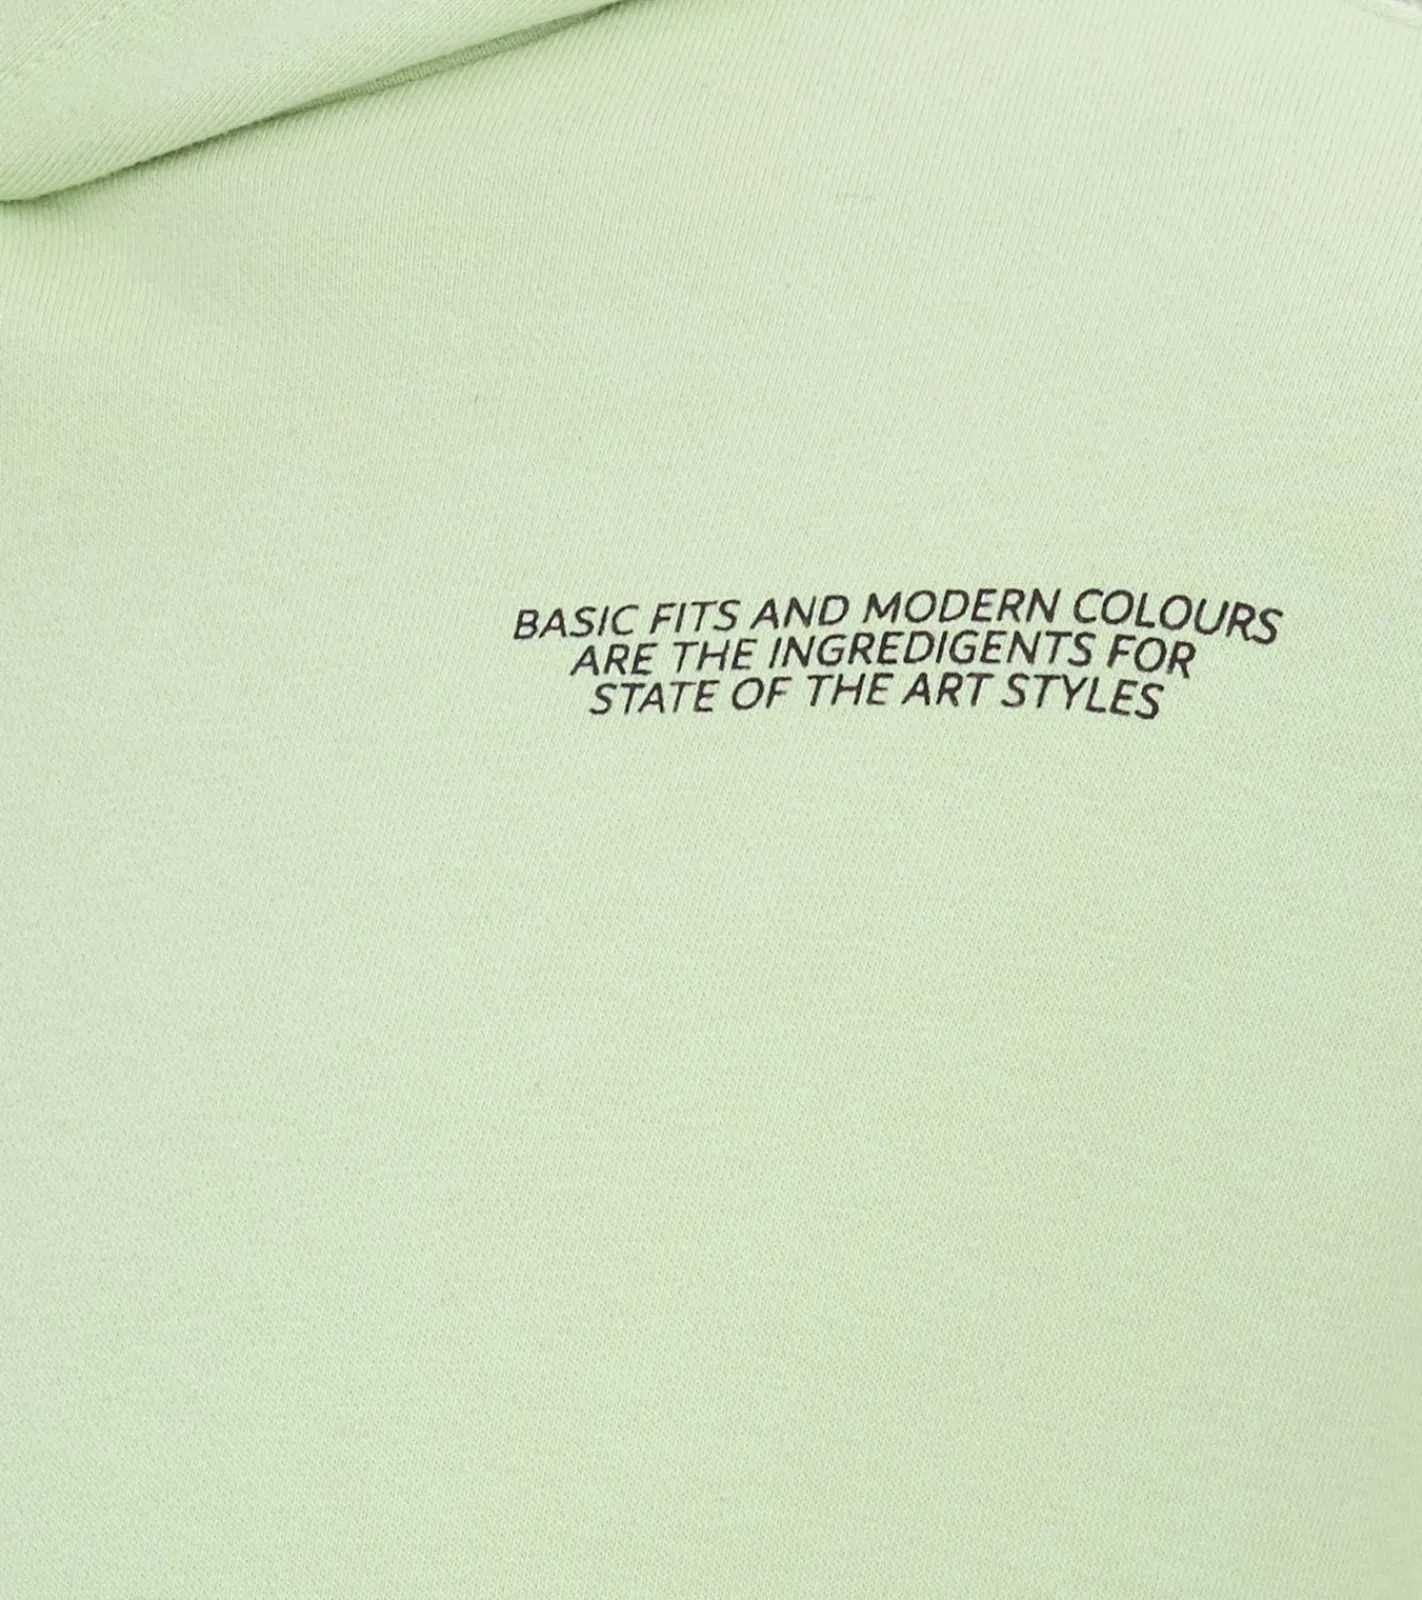 BASIC FITS AND MODERN COLOURS
ARE THE INGREDIGENTS FOR
STATE OF THE ART STYLES